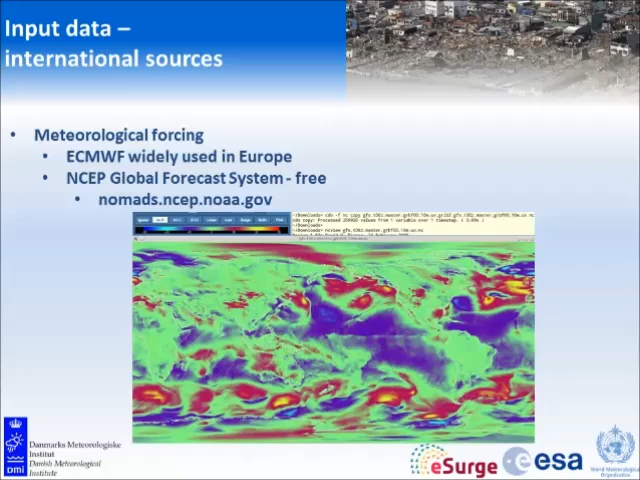 Input data –
international sources
• Meteorological forcing
• ECMWF widely used in Europe
• NCEP Global Forecast System - free
• nomads.ncep.noaa.gov
Danmarks Meteorologiske
Institut
Danish Meteorological
Institute
DMI
eSurge
esa
World Meteorological
Organization